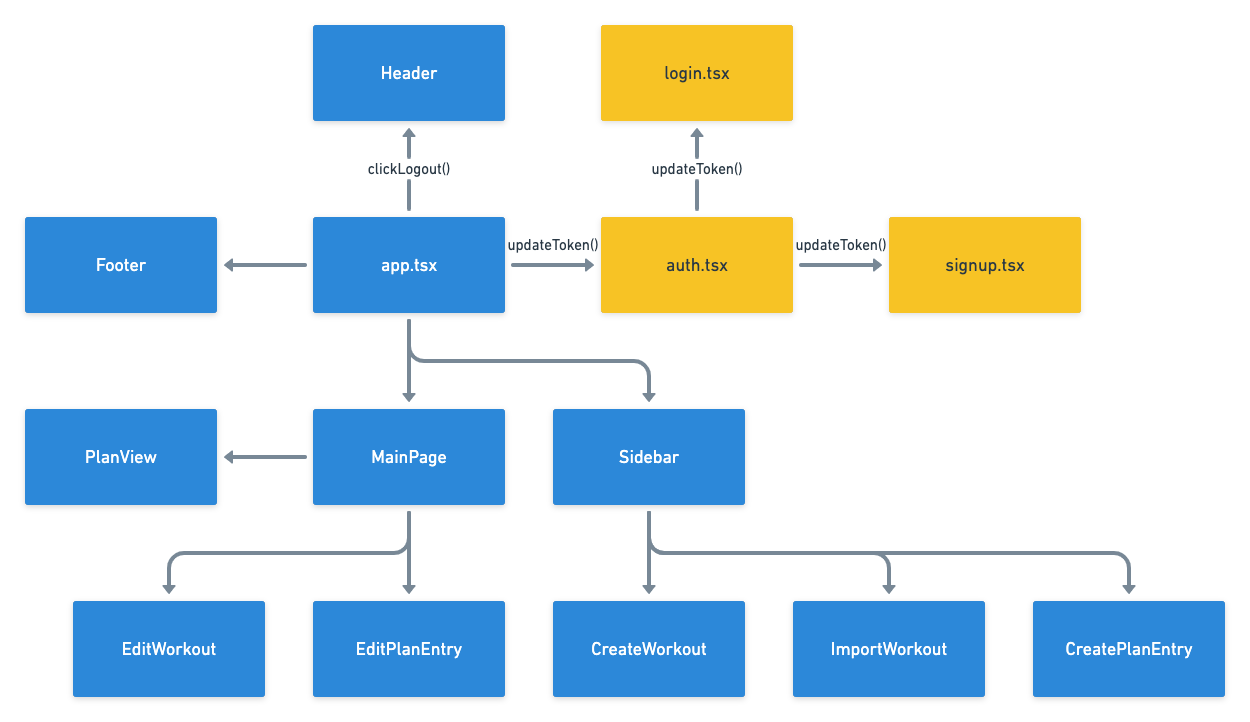 Header
login.tsx
clickLogout()
updateToken()
Footer
app.tsx
updateToken()
auth.tsx
updateToken()
signup.tsx
PlanView
MainPage
Sidebar
EditWorkout
EditPlanEntry
CreateWorkout
ImportWorkout
CreatePlanEntry